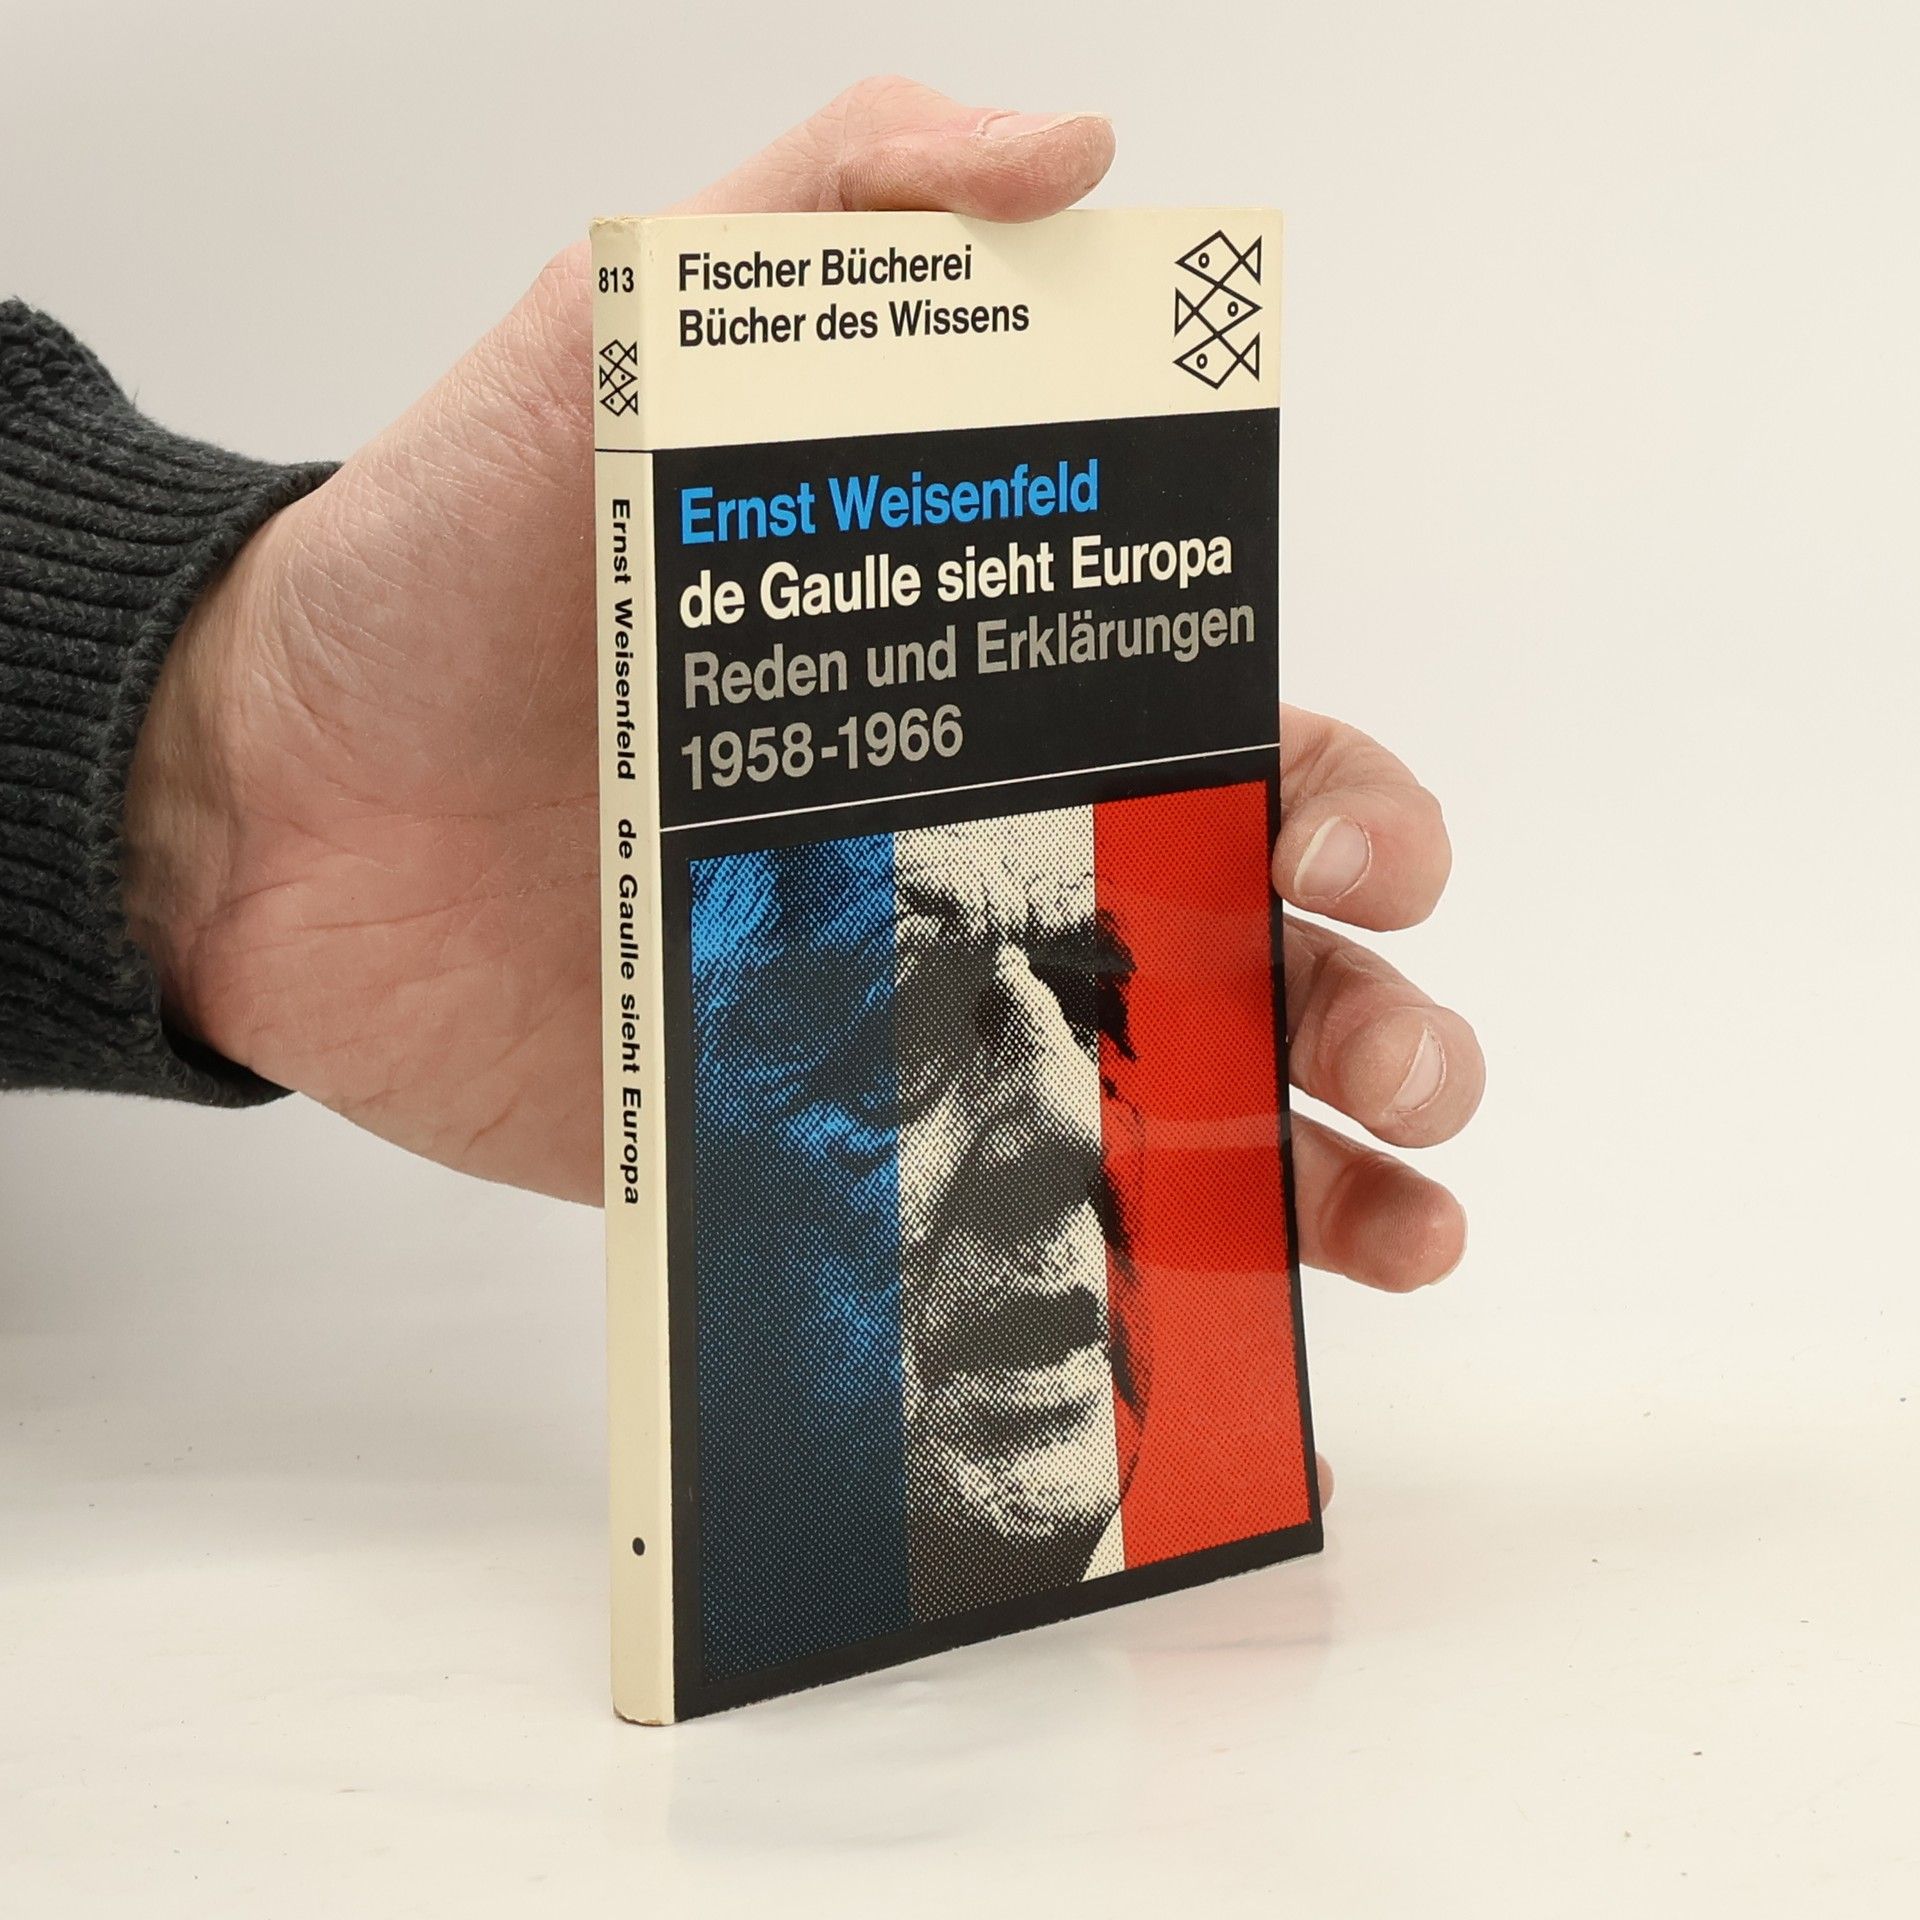 813
Ernst Weisenfeld de Gaulle sieht Europa
Fischer Bücherei
Bücher des Wissens
Ernst Weisenfeld
de Gaulle sieht Europa
Reden und Erklärungen
1958-1966